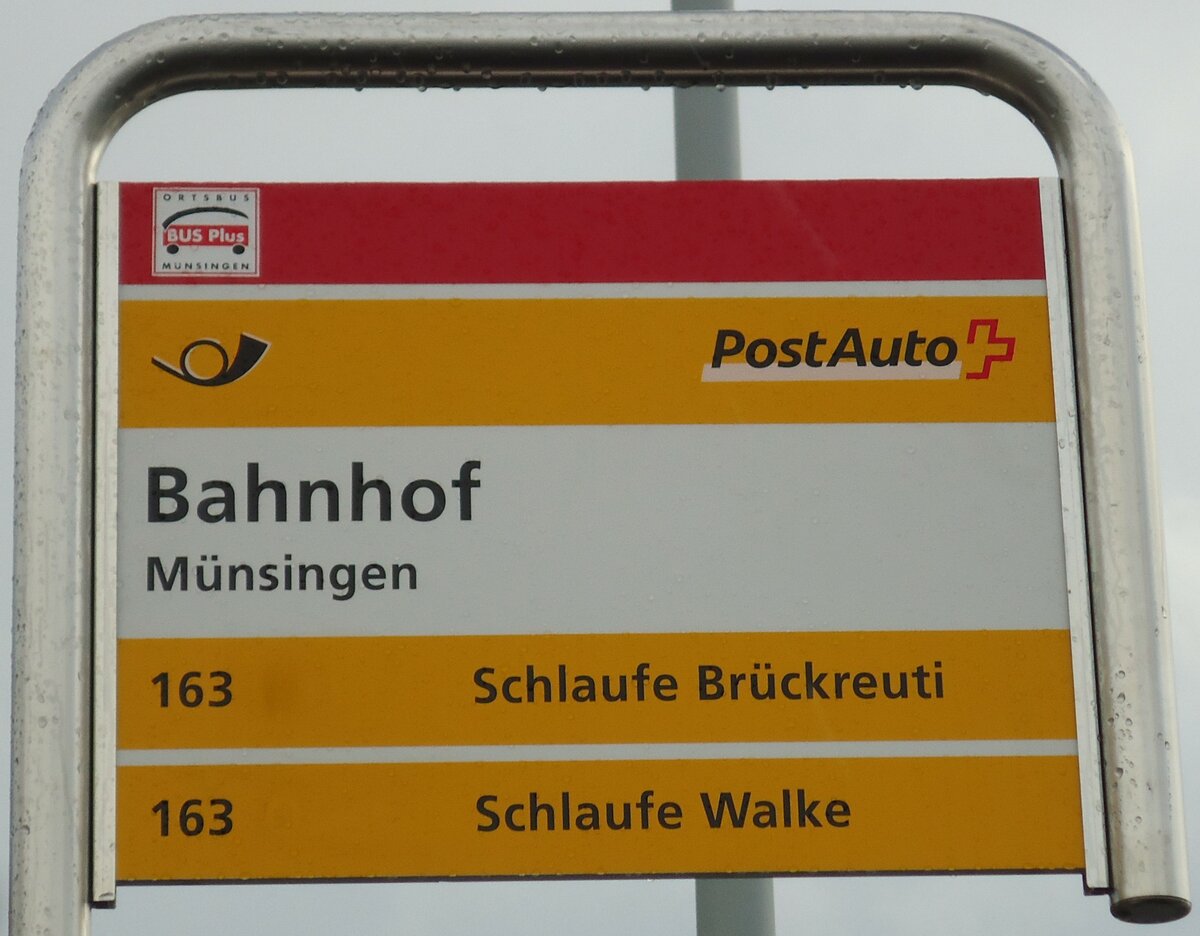 ORTSBUS
BUS Plus
MÜNSINGEN
PostAuto
Bahnhof
Münsingen
163 Schlaufe Brückreuti
163 Schlaufe Walke